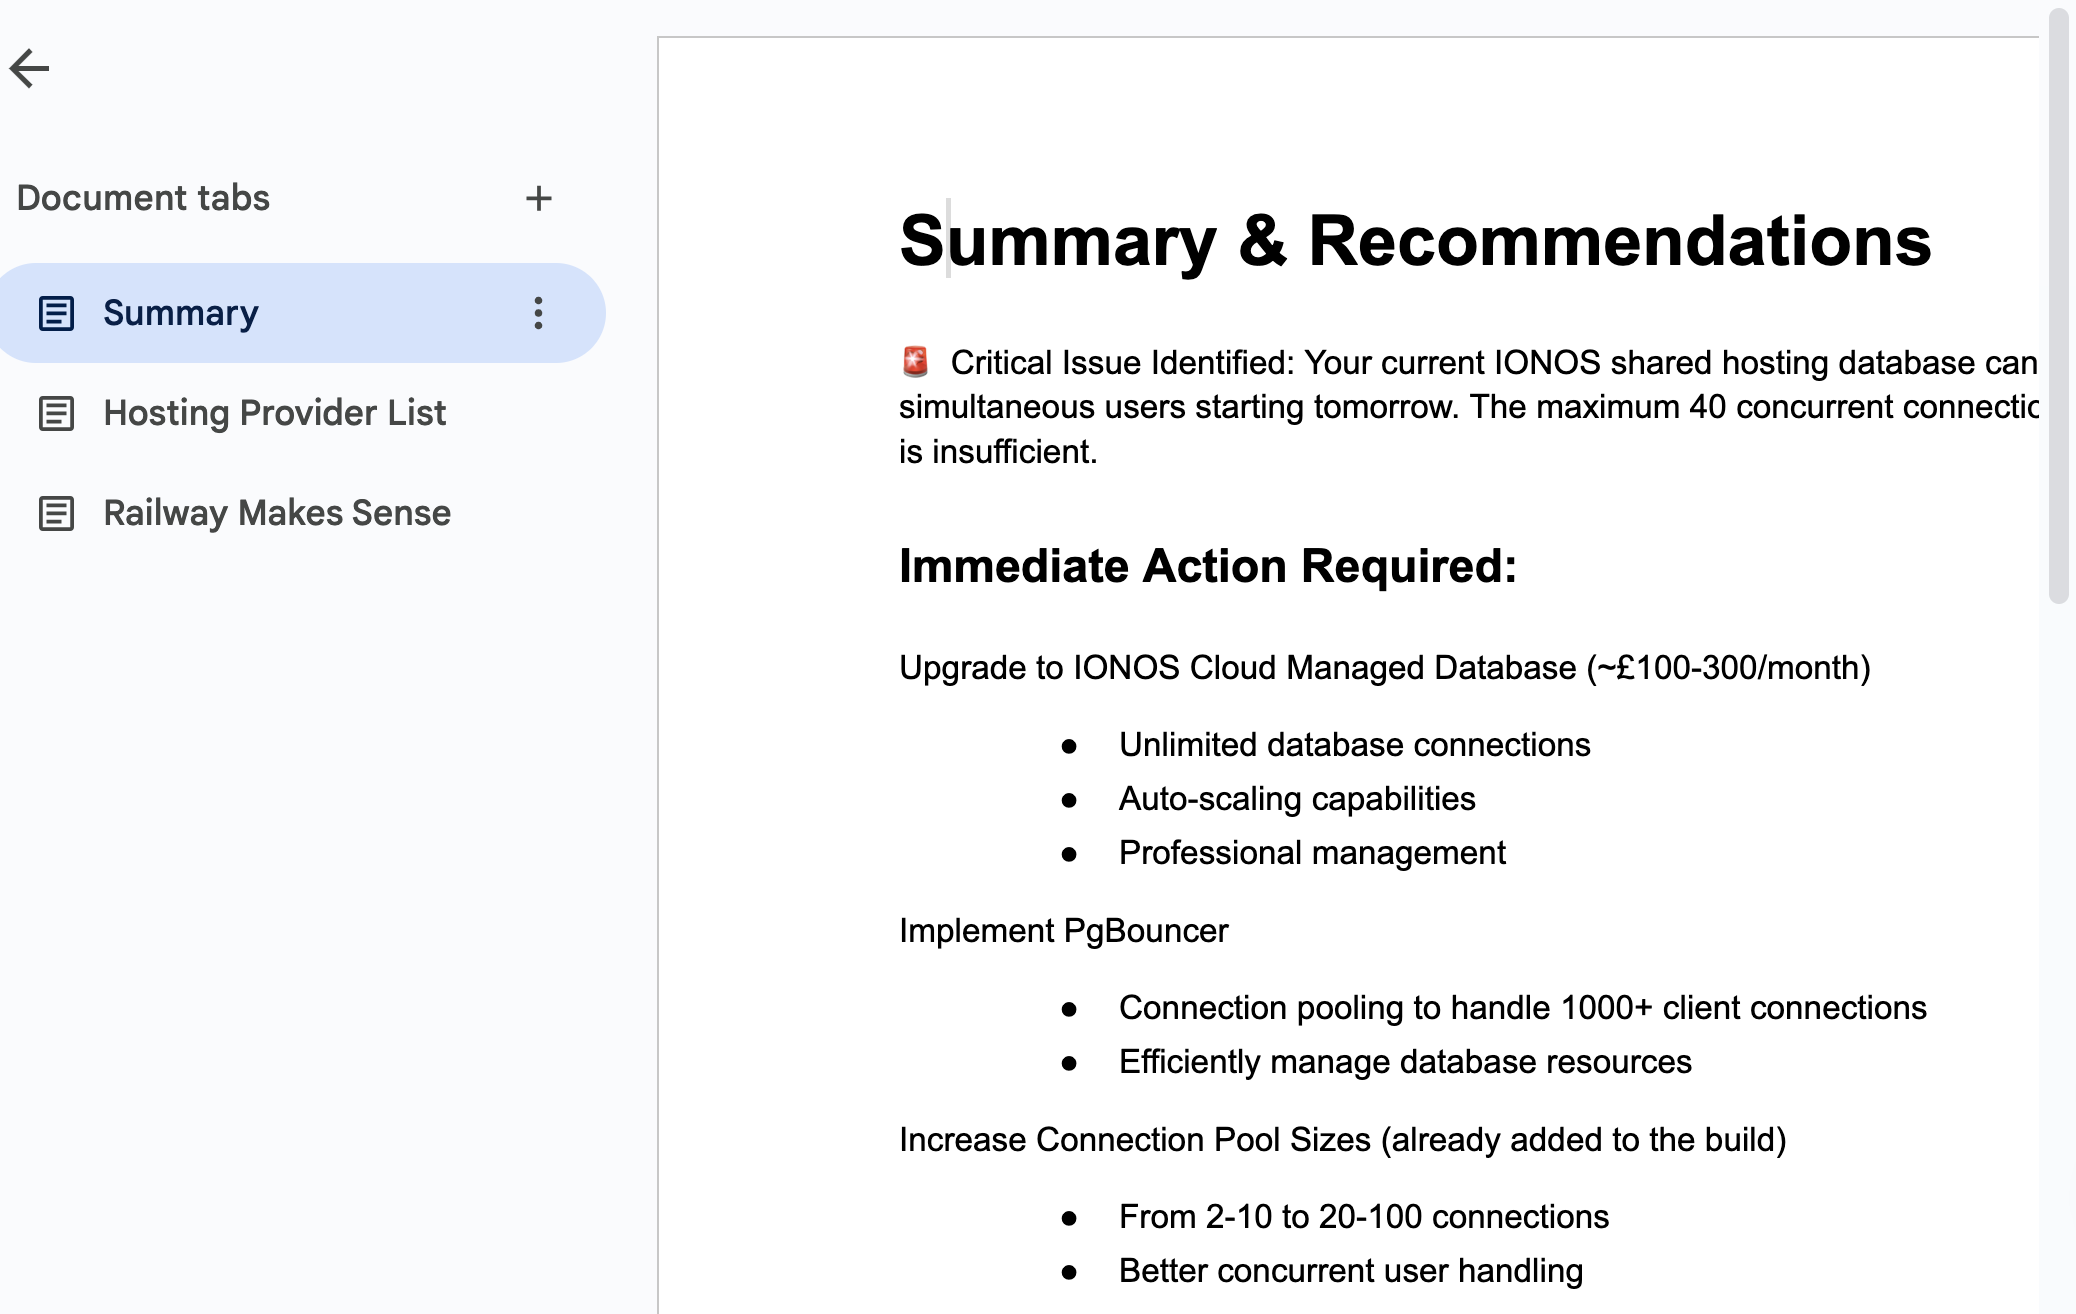 Document tabs
Summary
Hosting Provider List
Railway Makes Sense
Summary & Recommendations
🚨 Critical Issue Identified: Your current IONOS shared hosting database can
simultaneous users starting tomorrow. The maximum 40 concurrent
is insufficient.
Immediate Action Required:
Upgrade to IONOS Cloud Managed Database (~£100-300/month)
● Unlimited database connections
● Auto-scaling capabilities
● Professional management
Implement PgBouncer
● Connection pooling to handle 1000+ client connections
● Efficiently manage database resources
Increase Connection Pool Sizes (already added to the build)
● From 2-10 to 20-100 connections
● Better concurrent user handling